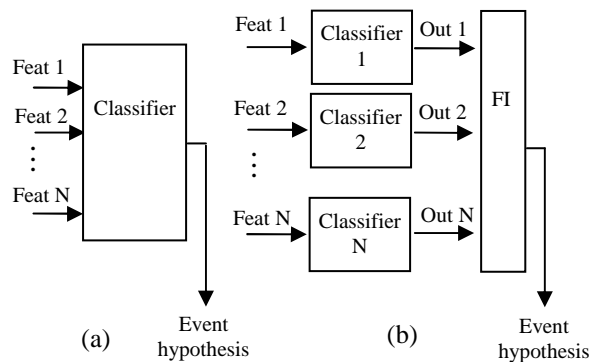 Feat 1
Feat 2
Feat N
Classifier
(a)
Event
hypothesis
Feat 1
Classifier
1
Out 1
Feat 2
Classifier
2
Out 2
Feat N
Classifier
N
Out N
FI
(b)
Event
hypothesis